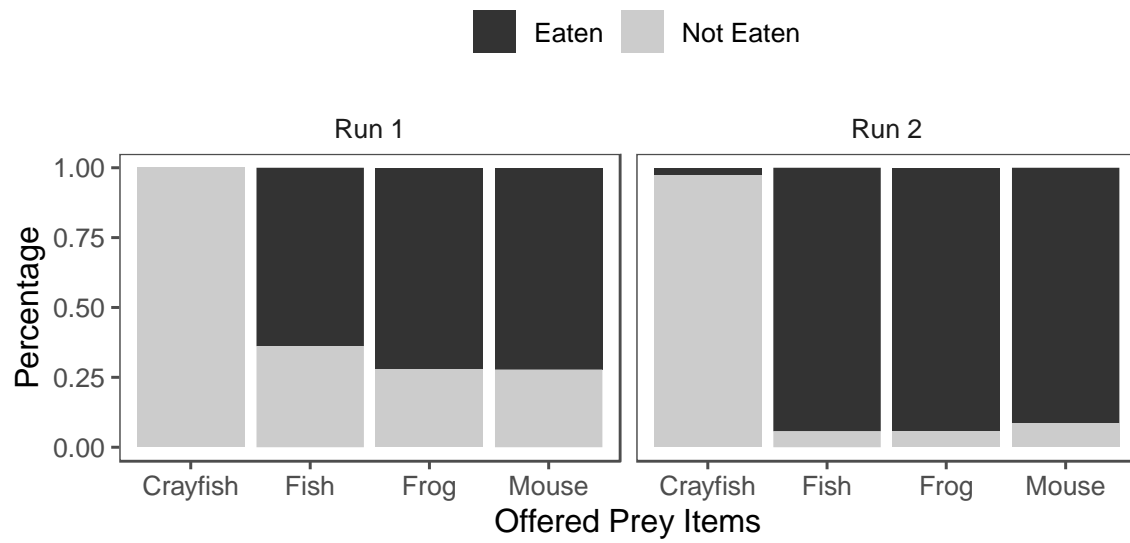 Eaten Not Eaten
Run 1 Run 2
Percentage
1.00
0.75
0.50
0.25
0.00
Crayfish Fish Frog Mouse Crayfish Fish Frog Mouse
Offered Prey Items